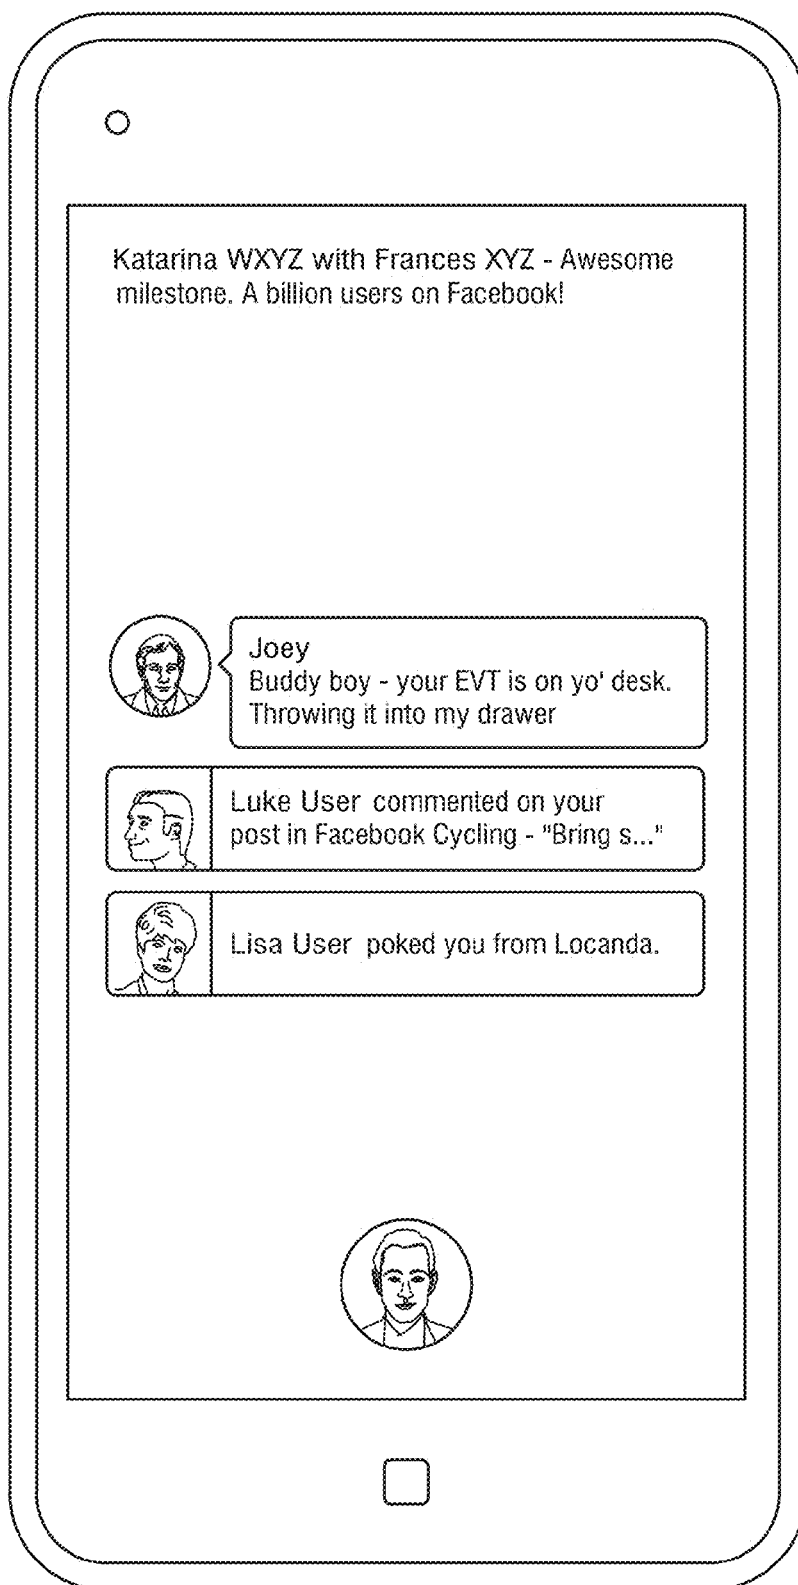 Katarina WXYZ with Frances XYZ - Awesome
milestone. A billion users on Facebook!
Joey
Buddy boy - your EVT is on yo' desk.
Throwing it into my drawer
Luke User commented on your
post in Facebook Cycling - "Bring s..."
Lisa User poked you from Locanda.